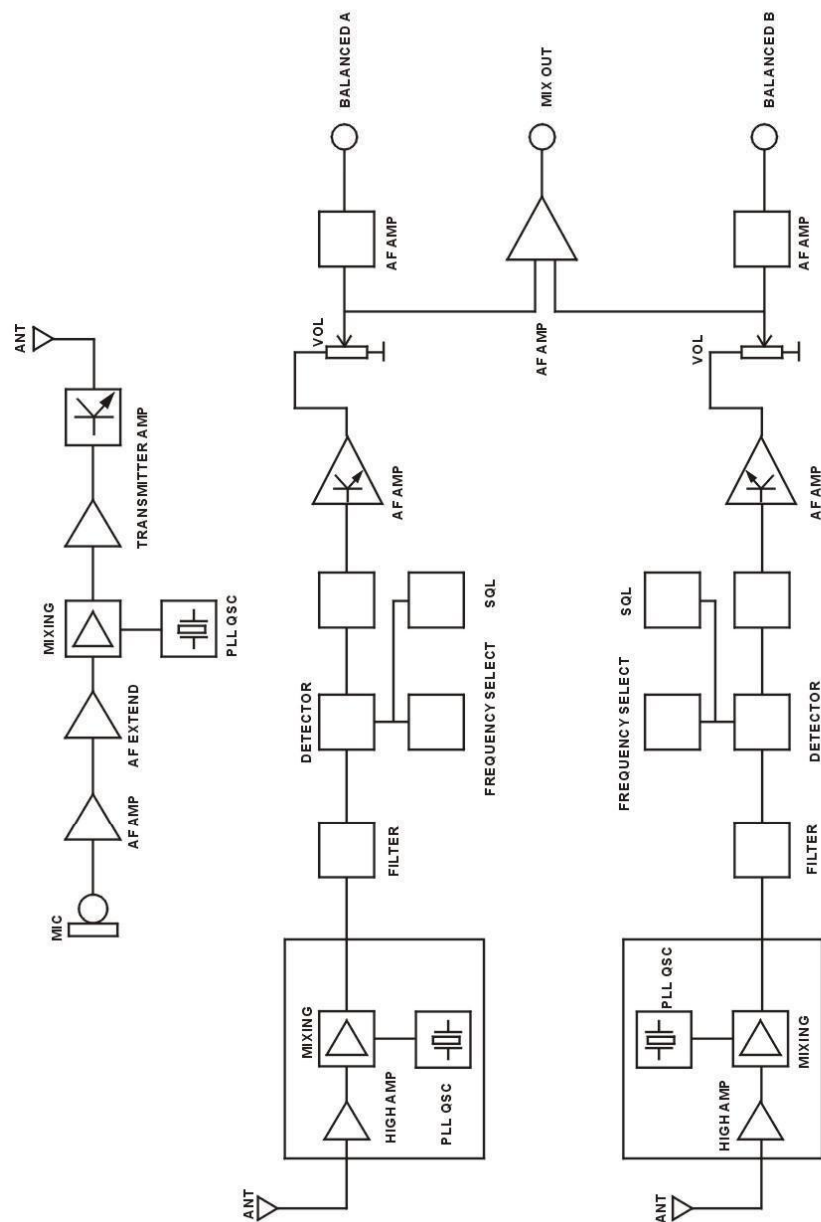 MIC
AF AMP
AF EXTEND
MIXING
PLL QSC
TRANSMITTER AMP
ANT
ANT
HIGH AMP
MIXING
PLL QSC
FILTER
DETECTOR
FREQUENCY SELECT
SQL
AF AMP
VOL
AF AMP
BALANCED A
AF AMP
MIX OUT
ANT
HIGH AMP
PLL QSC
MIXING
FILTER
FREQUENCY SELECT
DETECTOR
SQL
AF AMP
VOL
AF AMP
BALANCED B